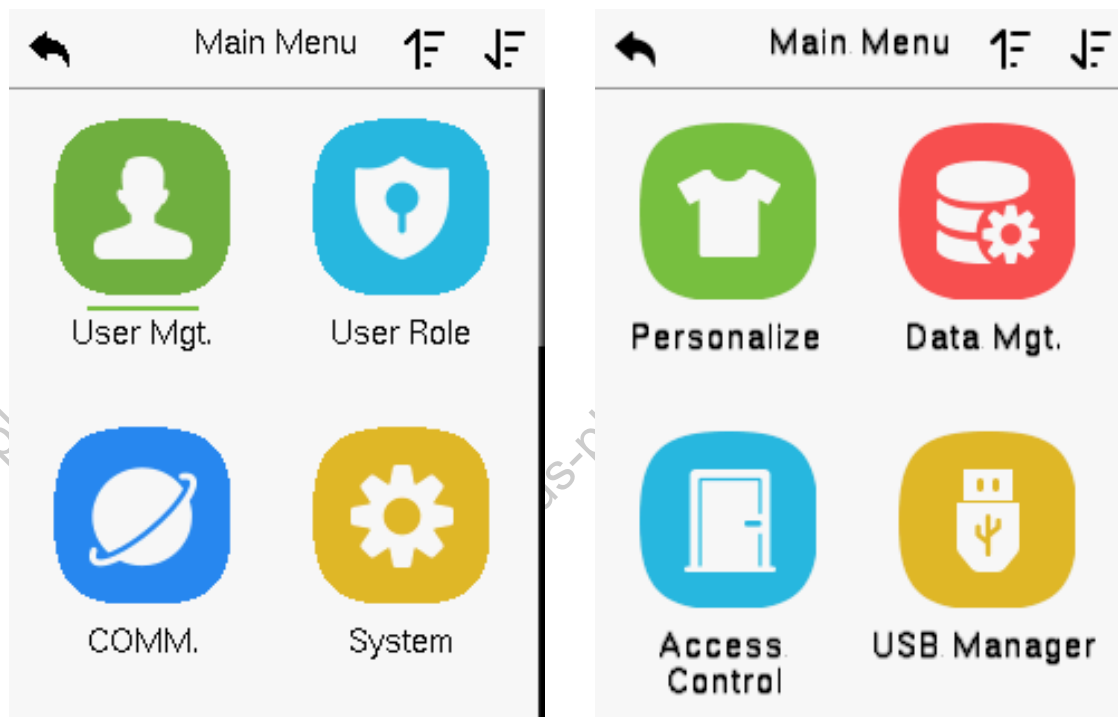 Main Menu
User Mgt.
User Role
COMM.
System
Main Menu
Personalize
Data Mgt.
Access
Control
USB Manager